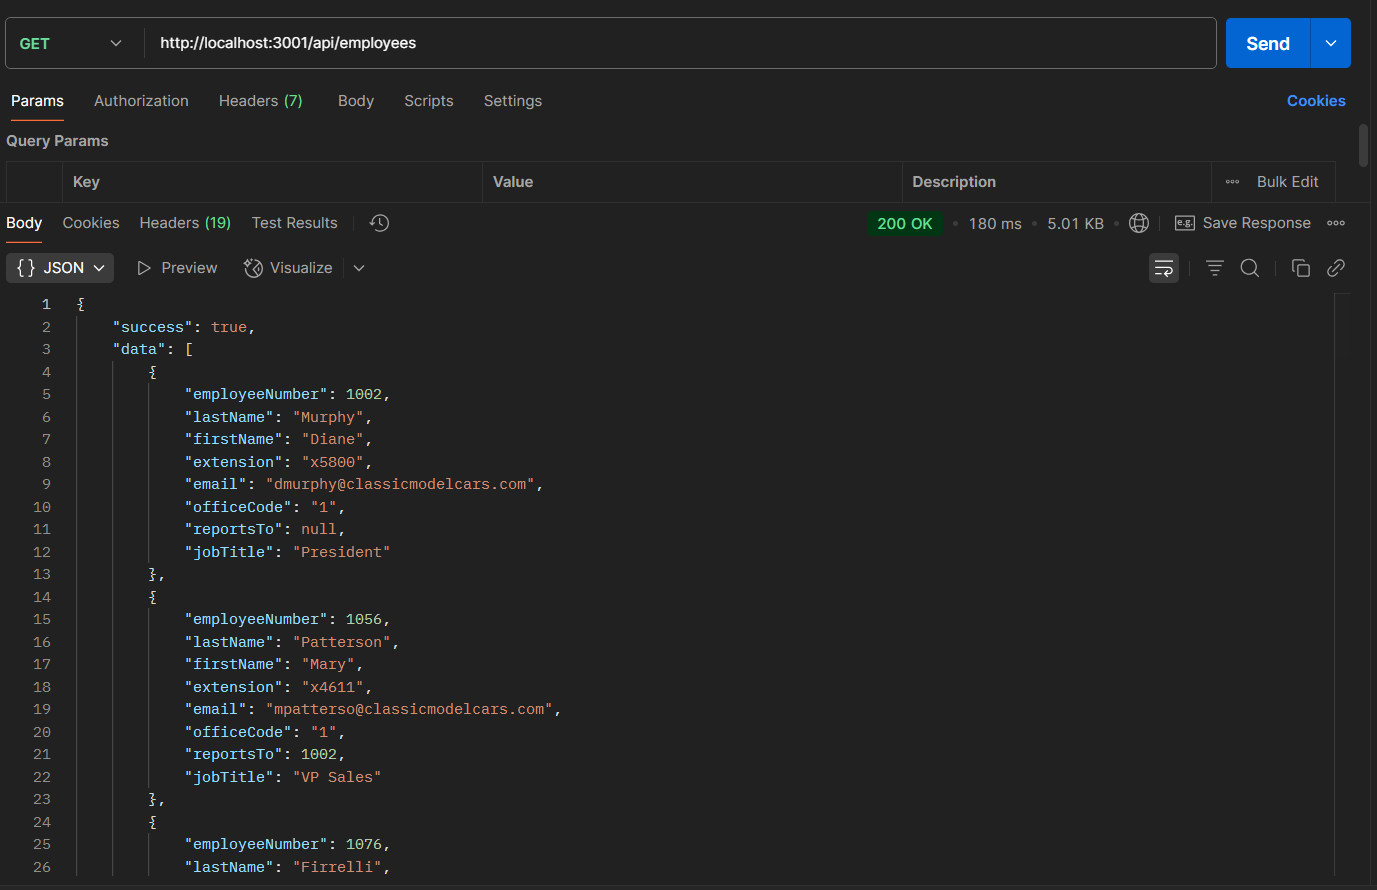 GET http://localhost:3001/api/employees Send
Params Authorization Headers (7) Body Scripts Settings Cookies
Query Params
Key Value Description Bulk Edit
Body Cookies Headers (19) Test Results 200 OK 180 ms 5.01 KB e.g. Save Response
{} JSON Preview Visualize
1 {
2 "success": true,
3 "data": [
4 {
5 "employeeNumber": 1002,
6 "lastName": "Murphy",
7 "firstName": "Diane",
8 "extension": "x5800",
9 "email": "dmurphy@classicmodelcars.com",
10 "officeCode": "1",
11 "reportsTo": null,
12 "jobTitle": "President"
13 },
14 {
15 "employeeNumber": 1056,
16 "lastName": "Patterson",
17 "firstName": "Mary",
18 "extension": "x4611",
19 "email": "mpatterso@classicmodelcars.com",
20 "officeCode": "1",
21 "reportsTo": 1002,
22 "jobTitle": "VP Sales"
23 },
24 {
25 "employeeNumber": 1076,
26 "lastName": "Firrelli",